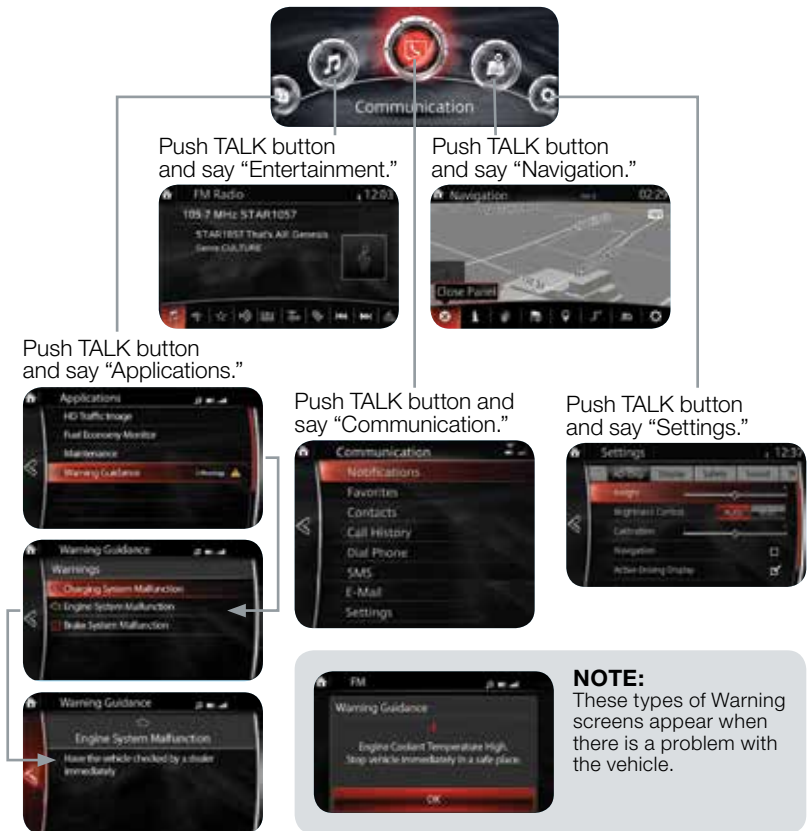 Communication
Push TALK button
and say “Entertainment.”
Push TALK button
and say “Navigation.”
FM Radio
12:03
105.7 MHz STAR1057
STAR1057 That's All! Genesis
Genre CULTURE
Navigation
02:29
Close Panel
Push TALK button
and say “Applications.”
Applications
HD Traffic Image
Fuel Economy Monitor
Maintenance
Warning Guidance
Push TALK button and
say “Communication.”
Communication
Notifications
Favorites
Contacts
Call History
Dial Phone
SMS
E-Mail
Settings
Push TALK button
and say “Settings.”
Settings
Display
Safety
Sound
Height
Brightness Control
Calibration
Navigation
Active Driving Display
Warning Guidance
Warnings
Charging System Malfunction
Engine System Malfunction
Brake System Malfunction
Warning Guidance
Engine System Malfunction
Have the vehicle checked by a dealer
immediately
FM
Warning Guidance
Engine Coolant Temperature High.
Stop vehicle immediately in a safe place.
OK
NOTE:
These types of Warning
screens appear when
there is a problem with
the vehicle.